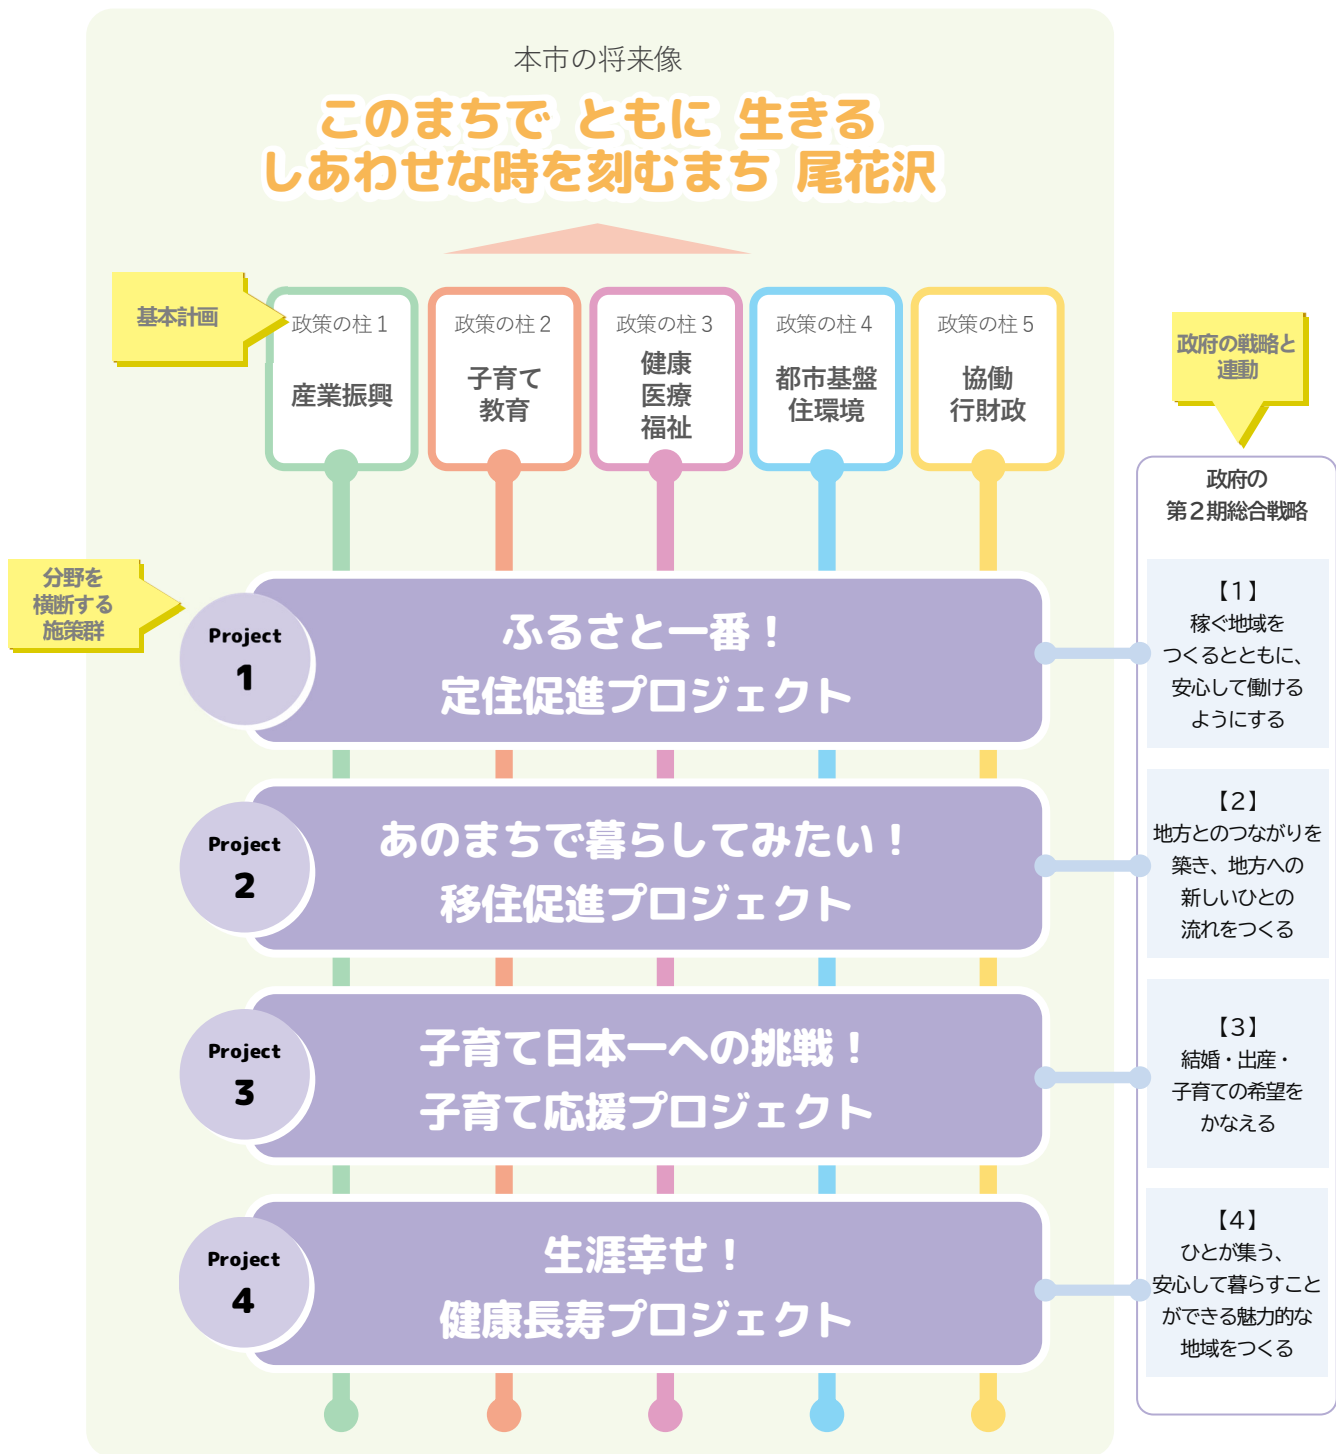 本市の将来像
このまちで ともに 生きる
しあわせな時を刻むまち 尾花沢
基本計画
政策の柱１
産業振興
政策の柱２
子育て
教育
政策の柱３
健康
医療
福祉
政策の柱４
都市基盤
住環境
政策の柱５
協働
行財政
政府の戦略と
連動
政府の
第２期総合戦略
分野を
横断する
施策群
Project
1
ふるさと一番！
定住促進プロジェクト
【１】
稼ぐ地域を
つくるとともに、
安心して働ける
ようにする
Project
2
あのまちで暮らしてみたい！
移住促進プロジェクト
【２】
地方とのつながりを
築き、地方への
新しいひとの
流れをつくる
Project
3
子育て日本一への挑戦！
子育て応援プロジェクト
【３】
結婚・出産・
子育ての希望を
かなえる
Project
4
生涯幸せ！
健康長寿プロジェクト
【４】
ひとが集う、
安心して暮らすこと
ができる魅力的な
地域をつくる